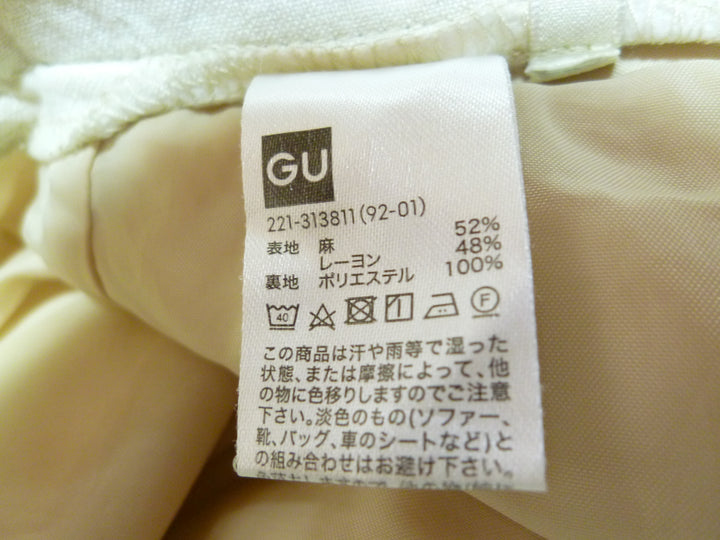 GU
221-313811(92-01)
表地 麻 52%
レーヨン 48%
裏地 ポリエステル 100%
40 F
この商品は汗や雨等で湿った
状態、または摩擦によって、他
の物に色移りしますのでご注意
下さい。淡色のもの(ソファー、
靴、バッグ、車のシートなど)と
の組み合わせはお避け下さい。